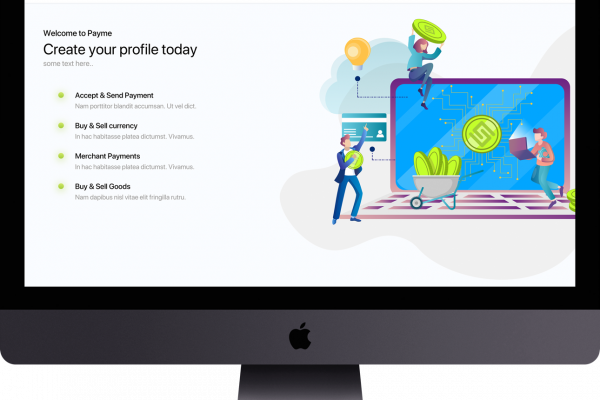 Welcome to Payme
Create your profile today
some text here..
Accept & Send Payment
Nam porttitor blandit accumsan. Ut vel dict.
Buy & Sell currency
In hac habitasse platea dictumst. Vivamus.
Merchant Payments
In hac habitasse platea dictumst. Vivamus.
Buy & Sell Goods
Nam dapibus nisl vitae elit fringilla rutru.